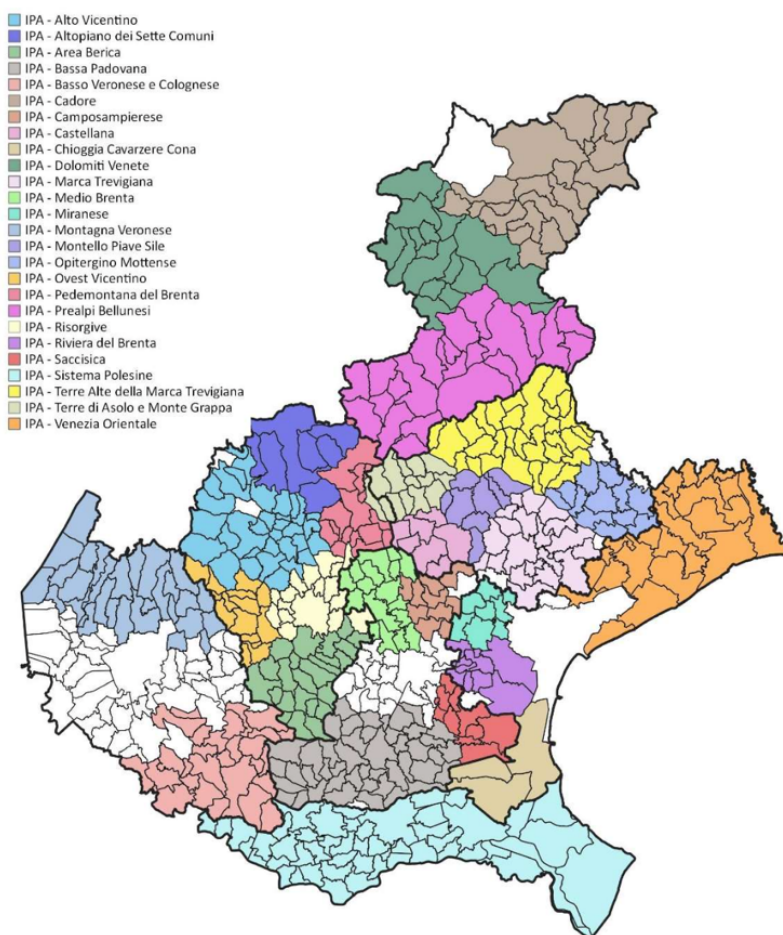 IPA - Alto Vicentino
IPA - Altopiano dei Sette Comuni
IPA - Area Berica
IPA - Bassa Padovana
IPA - Basso Veronese e Colognese
IPA - Cadore
IPA - Camposampierese
IPA - Castellana
IPA - Chioggia Cavarzere Cona
IPA - Dolomiti Venete
IPA - Marca Trevigiana
IPA - Medio Brenta
IPA - Miranese
IPA - Montagna Veronese
IPA - Montello Piave Sile
IPA - Opitergino Mottense
IPA - Ovest Vicentino
IPA - Pedemontana del Brenta
IPA - Prealpi Bellunesi
IPA - Risorgive
IPA - Riviera del Brenta
IPA - Saccisica
IPA - Sistema Polesine
IPA - Terre Alte della Marca Trevigiana
IPA - Terre di Asolo e Monte Grappa
IPA - Venezia Orientale